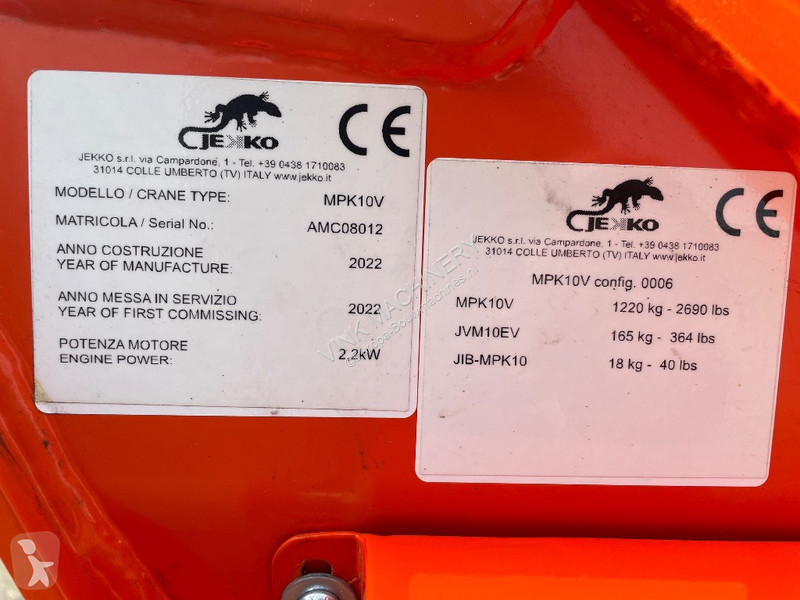 JEKKO
CE
JEKKO s.r.l. via Campardone, 1 - Tel. +39 0438 1710083
31014 COLLE UMBERTO (TV) ITALY www.jekko.it
MODELLO / CRANE TYPE: MPK10V
MATRICOLA / Serial No.: AMC08012
ANNO COSTRUZIONE
YEAR OF MANUFACTURE: 2022
ANNO MESSA IN SERVIZIO
YEAR OF FIRST COMMISSING: 2022
POTENZA MOTORE
ENGINE POWER: 2,2kW
JEKKO
CE
JEKKO s.r.l. via Campardone, 1 - Tel. +39 0438 1710083
31014 COLLE UMBERTO (TV) ITALY www.jekko.it
MPK10V config. 0006
MPK10V 1220 kg - 2690 lbs
JVM10EV 165 kg - 364 lbs
JIB-MPK10 18 kg - 40 lbs
VINK MACHINERY